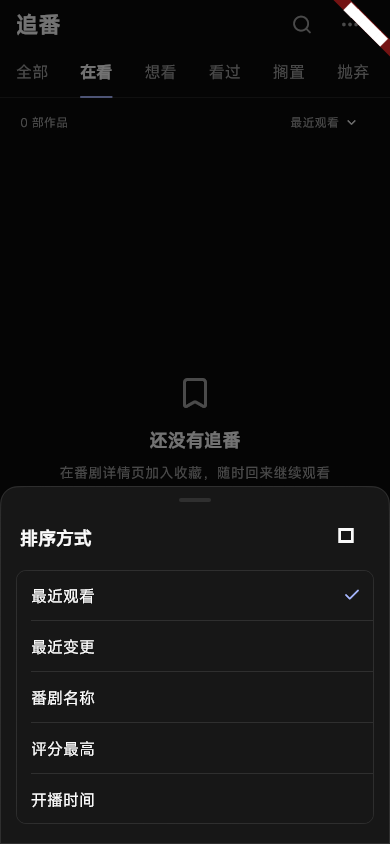 追番
全部 在看 想看 看过 搁置 抛弃
0 部作品 最近观看
还没有追番
在番剧详情页加入收藏，随时回来继续观看
排序方式
最近观看
最近变更
番剧名称
评分最高
开播时间